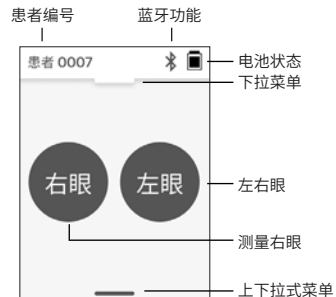 患者编号
蓝牙功能
患者 0007
电池状态
下拉菜单
右眼
左眼
左右眼
测量右眼
上下拉式菜单